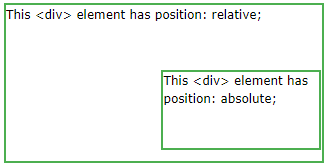 This <div> element has position: relative;
This <div> element has
position: absolute;